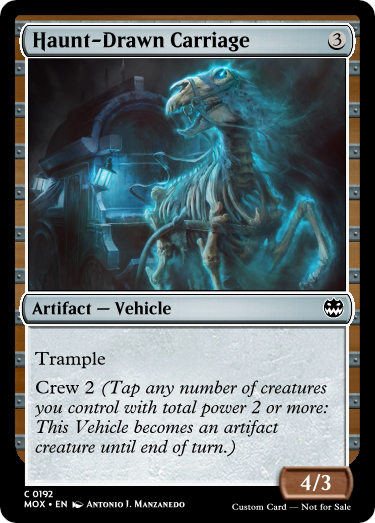 Haunt-Drawn Carriage 3
Artifact — Vehicle
Trample
Crew 2 (Tap any number of creatures
you control with total power 2 or more:
This Vehicle becomes an artifact
creature until end of turn.)
4/3
C 0192
MOX • EN Antonio J. Manzanedo
Custom Card — Not for Sale